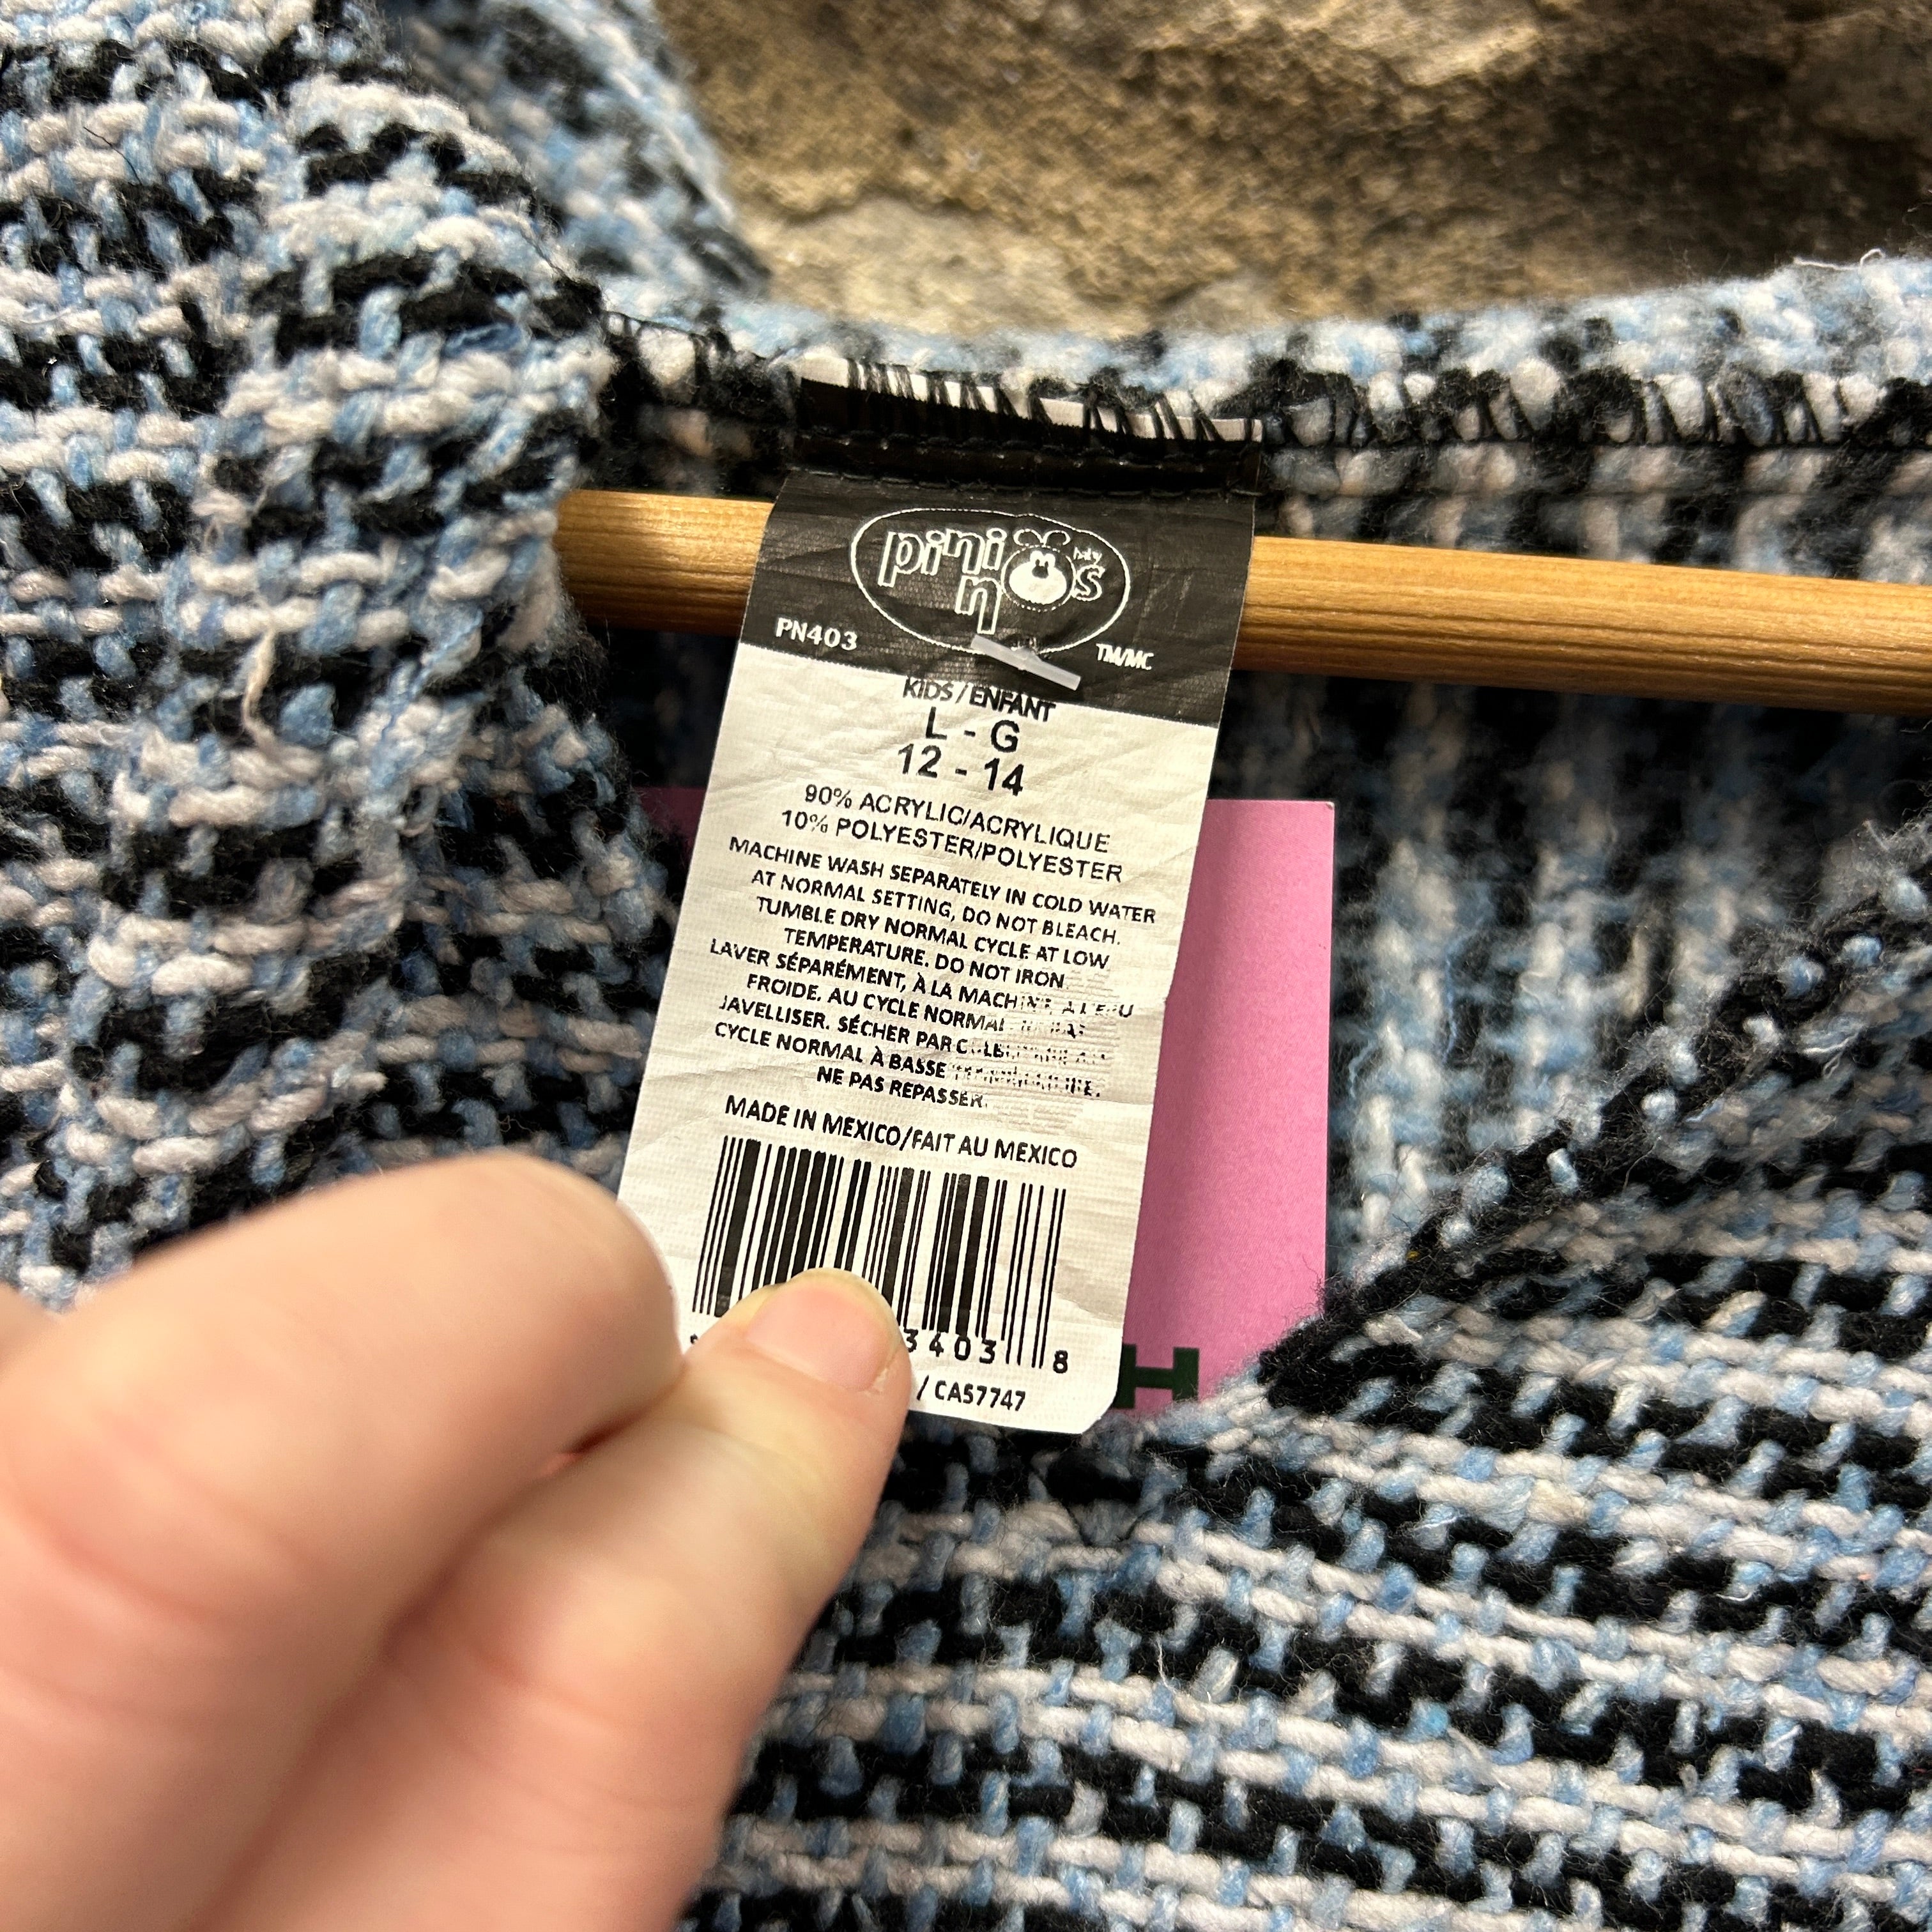 pinin os
baby
PN403
TM/MC
KIDS / ENFANT
L - G
12 - 14
90% ACRYLIC/ACRYLIQUE
10% POLYESTER/POLYESTER
MACHINE WASH SEPARATELY IN COLD WATER
AT NORMAL SETTING, DO NOT BLEACH.
TUMBLE DRY NORMAL CYCLE AT LOW
TEMPERATURE. DO NOT IRON
LAVER SÉPARÉMENT, À LA MACHINE, À L'EAU
FROIDE. AU CYCLE NORMAL
JAVELLISER. SÉCHER PAR
CYCLE NORMAL À BASSE
NE PAS REPASSER.
MADE IN MEXICO/FAIT AU MEXICO
3403 8
/ CA57747
H